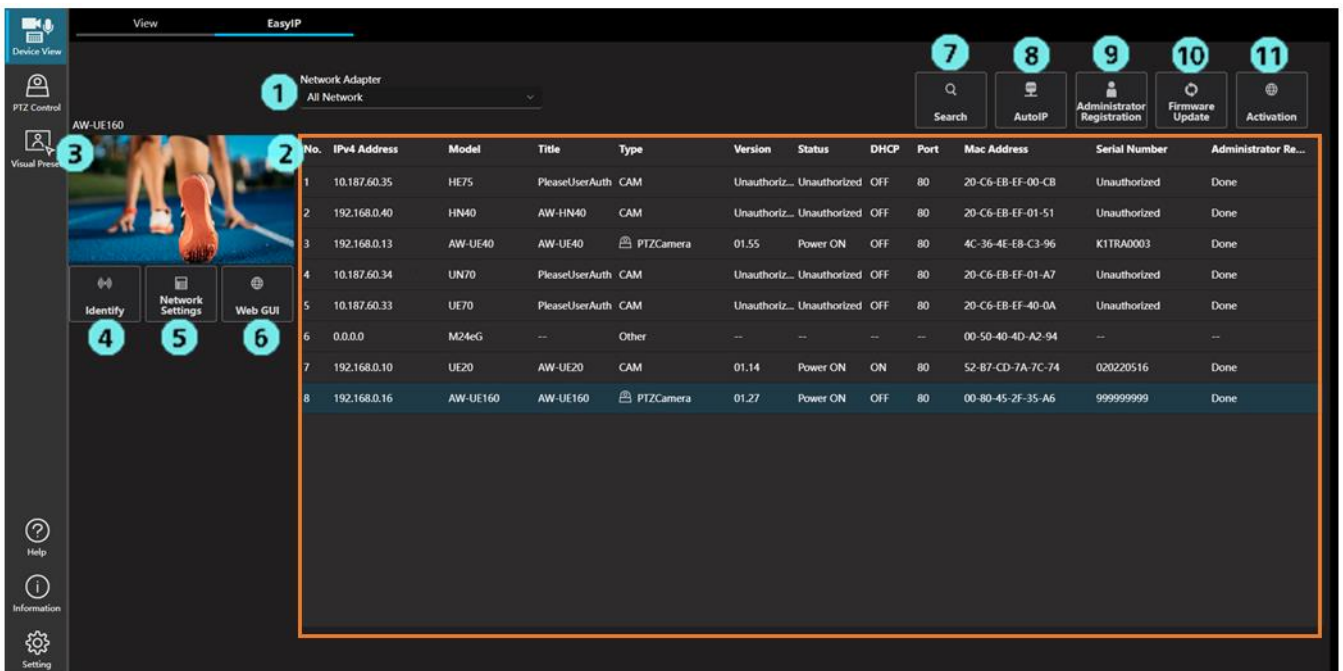 View EasyIP
Device View
PTZ Control
Visual Preset
1 Network Adapter
All Network
7 8 9 10 11
Search AutoIP Administrator Registration Firmware Update Activation
AW-UE160
3
2
No. IPv4 Address Model Title Type Version Status DHCP Port Mac Address Serial Number Administrator Re...
1 10.187.60.35 HE75 PleaseUserAuth CAM Unauthoriz... Unauthorized OFF 80 20-C6-EB-EF-00-CB Unauthorized Done
2 192.168.0.40 HN40 AW-HN40 CAM Unauthoriz... Unauthorized OFF 80 20-C6-EB-EF-01-51 Unauthorized Done
3 192.168.0.13 AW-UE40 AW-UE40 PTZCamera 01.55 Power ON OFF 80 4C-36-4E-E8-C3-96 K1TRA0003 Done
4 10.187.60.34 UN70 PleaseUserAuth CAM Unauthoriz... Unauthorized OFF 80 20-C6-EB-EF-01-A7 Unauthorized Done
5 10.187.60.33 UE70 PleaseUserAuth CAM Unauthoriz... Unauthorized OFF 80 20-C6-EB-EF-40-0A Unauthorized Done
6 0.0.0.0 M24eG -- Other -- -- -- -- 00-50-40-4D-A2-94 -- --
7 192.168.0.10 UE20 AW-UE20 CAM 01.14 Power ON ON 80 52-B7-CD-7A-7C-74 020220516 Done
8 192.168.0.16 AW-UE160 AW-UE160 PTZCamera 01.27 Power ON OFF 80 00-80-45-2F-35-A6 999999999 Done
Identify Network Settings Web GUI
4 5 6
Help
Information
Setting